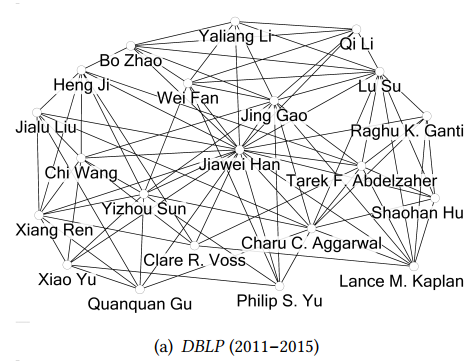 Yaliang Li
Qi Li
Bo Zhao
Heng Ji
Wei Fan
Lu Su
Jing Gao
Jialu Liu
Raghu K. Ganti
Jiawei Han
Chi Wang
Tarek F. Abdelzaher
Yizhou Sun
Shaohan Hu
Xiang Ren
Charu C. Aggarwal
Clare R. Voss
Xiao Yu
Lance M. Kaplan
Quanquan Gu
Philip S. Yu
(a) DBLP (2011−2015)